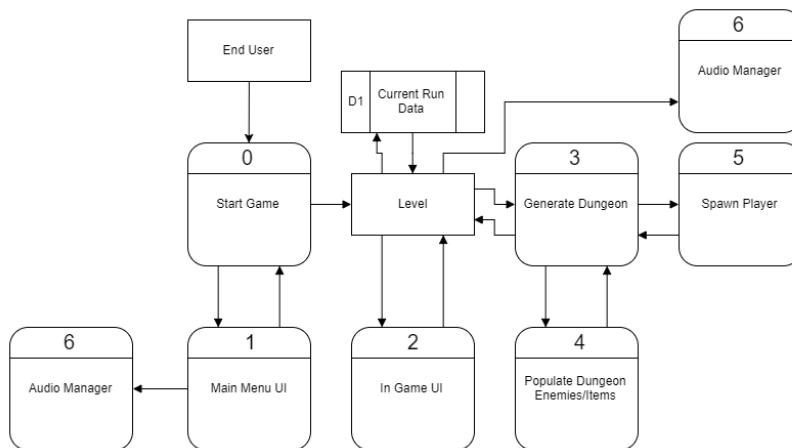 End User
6
Audio Manager
D1
Current Run
Data
0
Start Game
Level
3
Generate Dungeon
5
Spawn Player
6
Audio Manager
1
Main Menu UI
2
In Game UI
4
Populate Dungeon
Enemies/Items